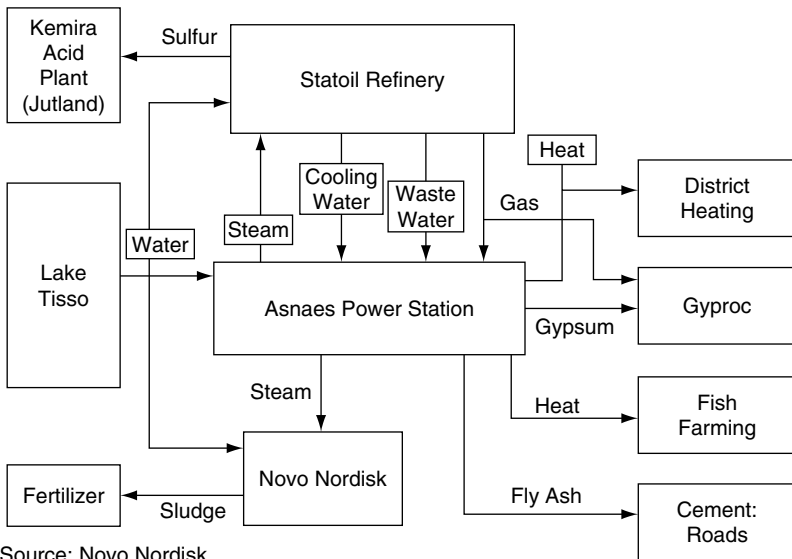 Kemira
Acid
Plant
(Jutland)
Sulfur
Statoil Refinery
Heat
Cooling
Water
Waste
Water
Gas
District
Heating
Steam
Water
Lake
Tisso
Asnaes Power Station
Gyproc
Gypsum
Steam
Heat
Fish
Farming
Novo Nordisk
Fertilizer
Sludge
Fly Ash
Cement:
Roads
Source: Novo Nordisk